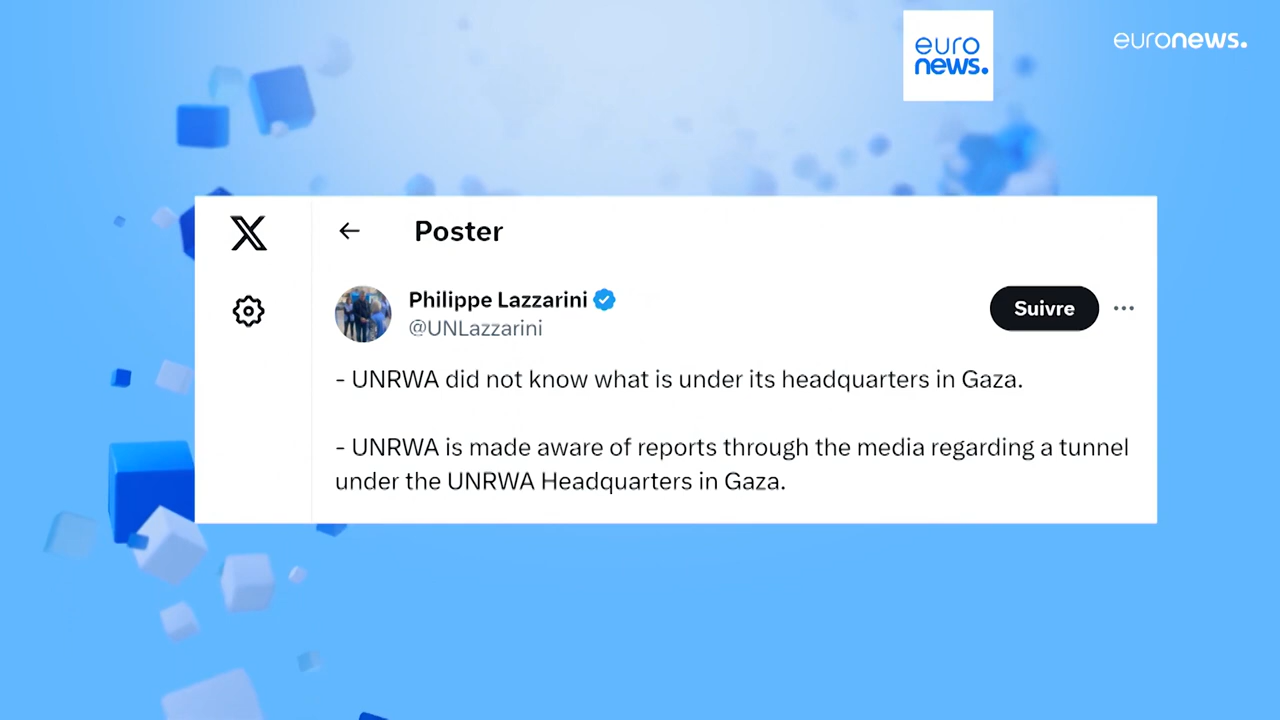 euro
news.
euronews.
X
Poster
Philippe Lazzarini
@UNLazzarini
Suivre
- UNRWA did not know what is under its headquarters in Gaza.
- UNRWA is made aware of reports through the media regarding a tunnel
under the UNRWA Headquarters in Gaza.